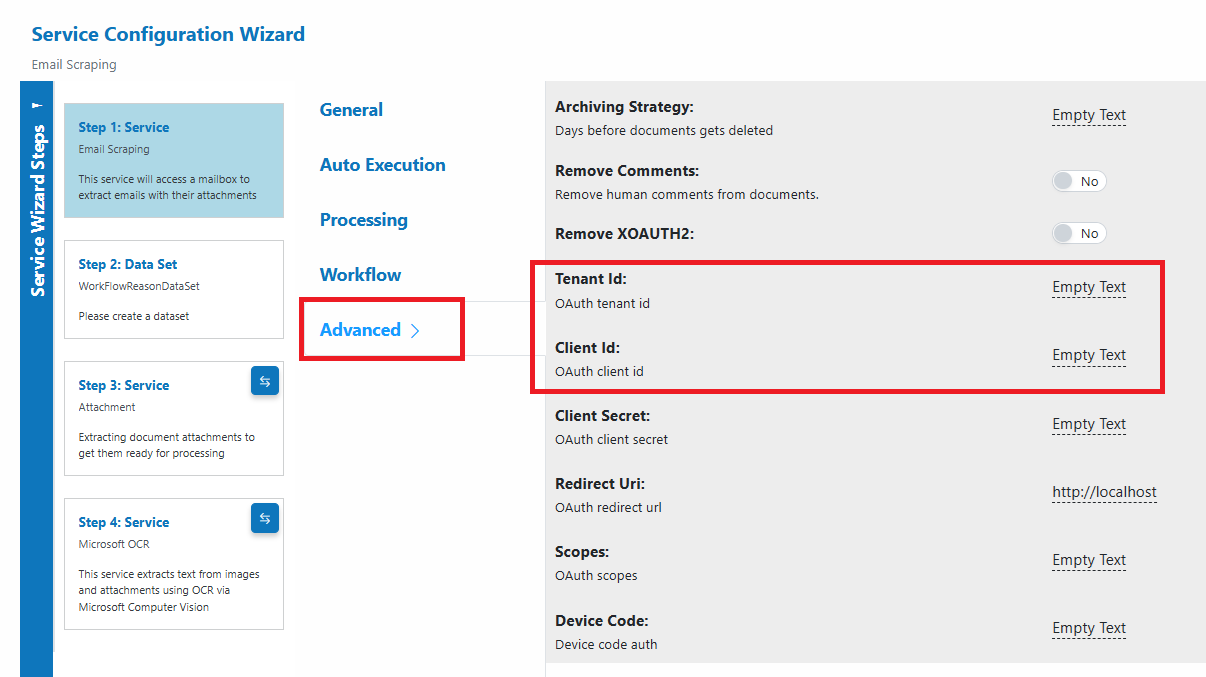 Service Configuration Wizard
Email Scraping
Service Wizard Steps
Step 1: Service
Email Scraping
This service will access a mailbox to
extract emails with their attachments
Step 2: Data Set
WorkFlowReasonDataSet
Please create a dataset
Step 3: Service
Attachment
Extracting document attachments to
get them ready for processing
Step 4: Service
Microsoft OCR
This service extracts text from images
and attachments using OCR via
Microsoft Computer Vision
General
Auto Execution
Processing
Workflow
Advanced
Archiving Strategy:
Days before documents gets deleted
Empty Text
Remove Comments:
Remove human comments from documents.
No
Remove XOAUTH2:
No
Tenant Id:
OAuth tenant id
Empty Text
Client Id:
OAuth client id
Empty Text
Client Secret:
OAuth client secret
Empty Text
Redirect Uri:
OAuth redirect url
http://localhost
Scopes:
OAuth scopes
Empty Text
Device Code:
Device code auth
Empty Text